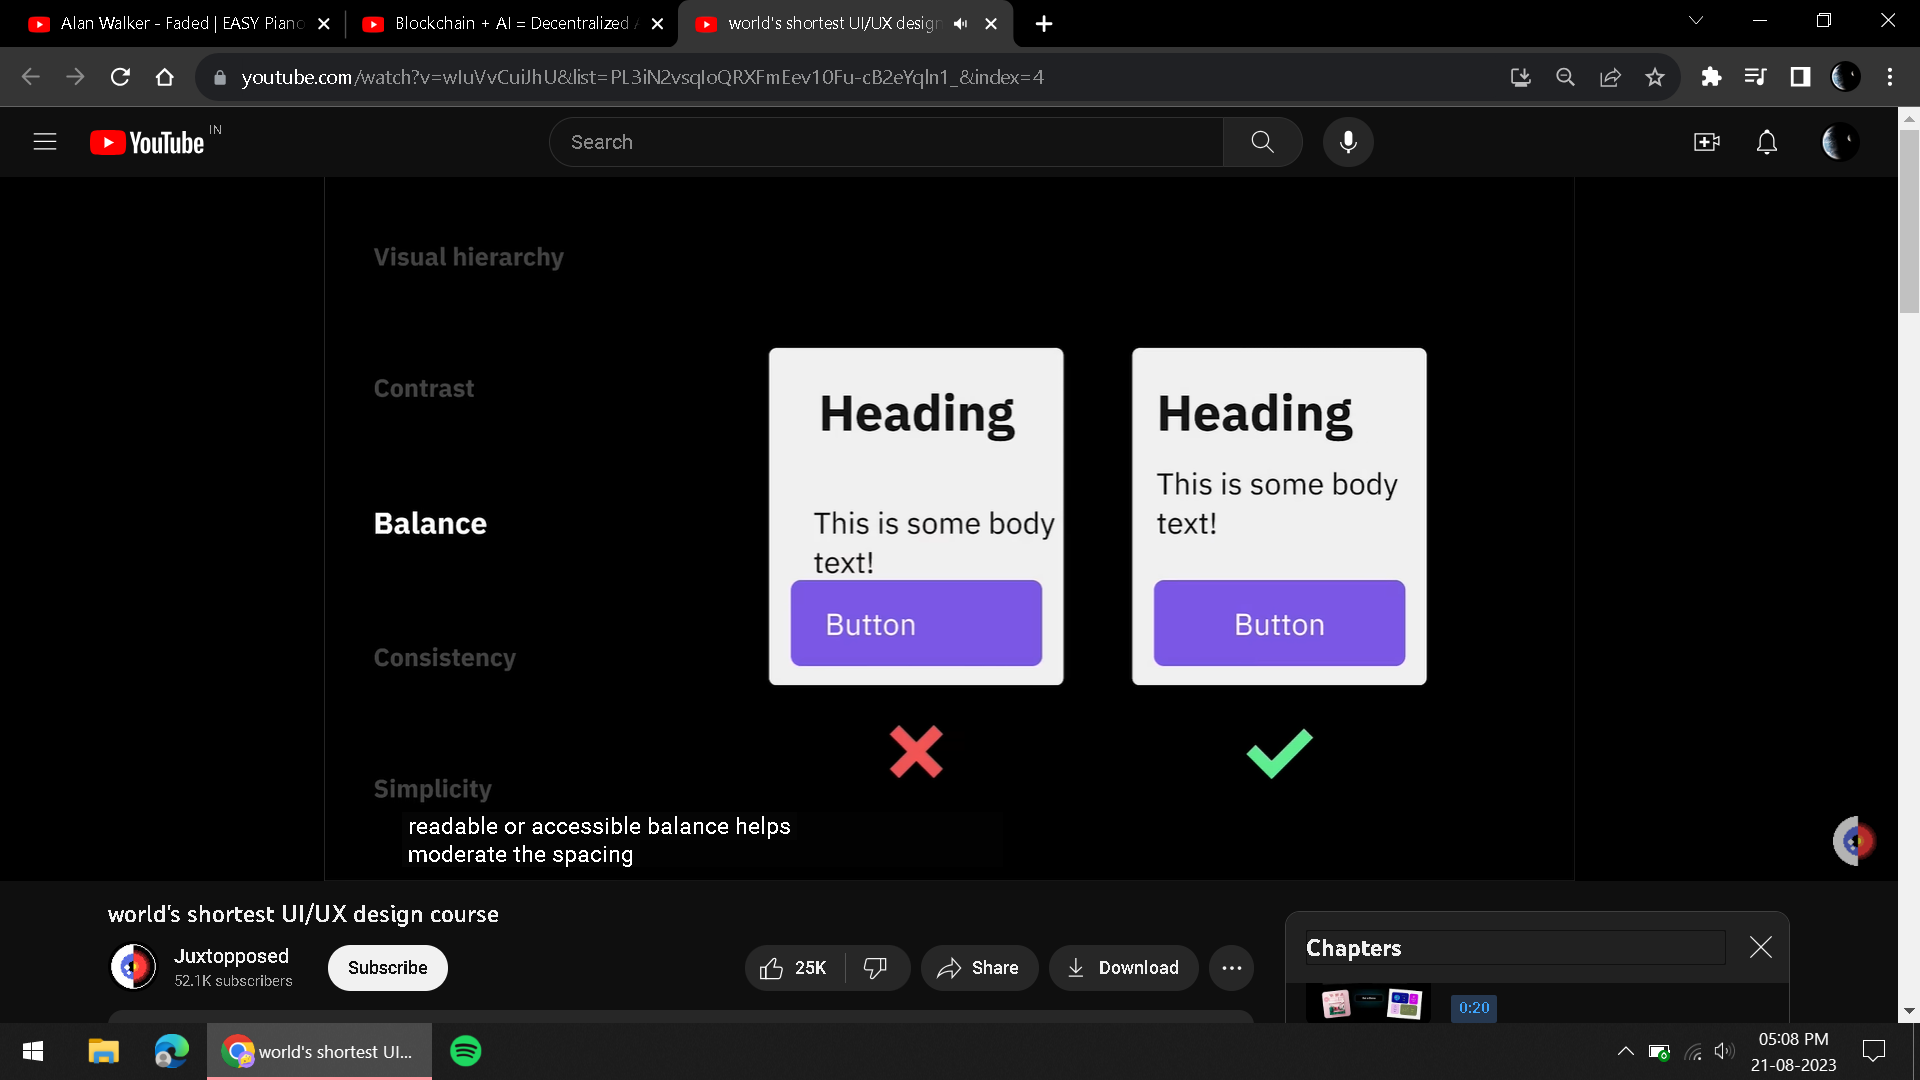 Alan Walker - Faded | EASY Piano
Blockchain + AI = Decentralized
world's shortest UI/UX design
youtube.com/watch?v=wIuVvCuiJhU&list=PL3iN2vsqIoQRXFmEev10Fu-cB2eYqln1_&index=4
YouTube IN
Search
Visual hierarchy
Contrast
Balance
Consistency
Simplicity
Heading
This is some body
text!
Button
Heading
This is some body
text!
Button
readable or accessible balance helps
moderate the spacing
world's shortest UI/UX design course
Juxtopposed
52.1K subscribers
Subscribe
25K
Share
Download
Chapters
0:20
world's shortest UI...
05:08 PM
21-08-2023